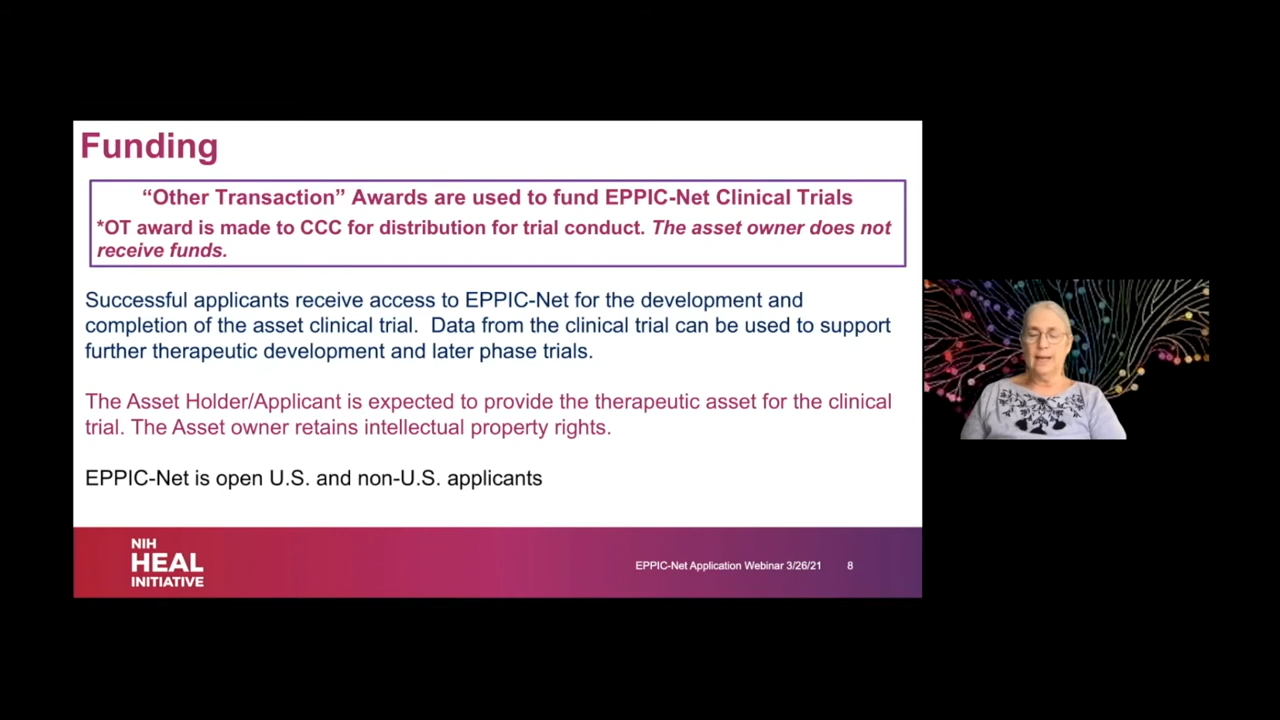 Funding
“Other Transaction” Awards are used to fund EPPIC-Net Clinical Trials
*OT award is made to CCC for distribution for trial conduct. The asset owner does not
receive funds.
Successful applicants receive access to EPPIC-Net for the development and
completion of the asset clinical trial.  Data from the clinical trial can be used to support
further therapeutic development and later phase trials.
The Asset Holder/Applicant is expected to provide the therapeutic asset for the clinical
trial. The Asset owner retains intellectual property rights.
EPPIC-Net is open U.S. and non-U.S. applicants
NIH
HEAL
INITIATIVE
EPPIC-Net Application Webinar 3/26/21 8